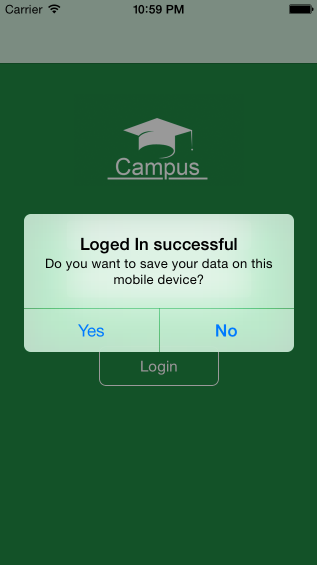 Carrier 10:59 PM
Campus
Loged In successful
Do you want to save your data on this
mobile device?
Yes No
Login